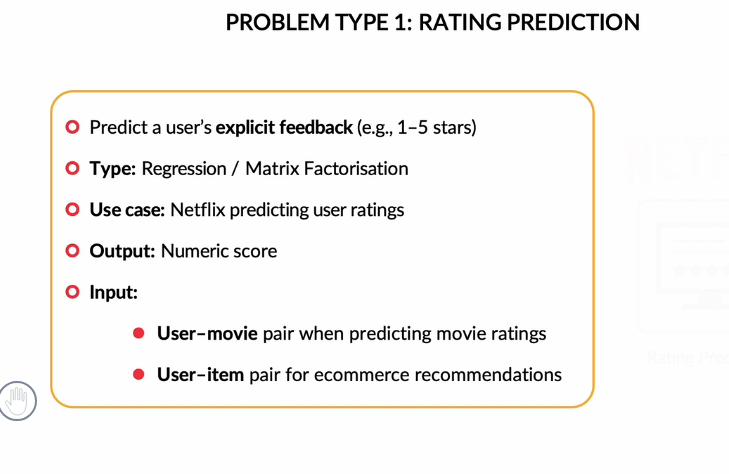 PROBLEM TYPE 1: RATING PREDICTION
Predict a user's explicit feedback (e.g., 1–5 stars)
Type: Regression / Matrix Factorisation
Use case: Netflix predicting user ratings
Output: Numeric score
Input:
User–movie pair when predicting movie ratings
User–item pair for ecommerce recommendations